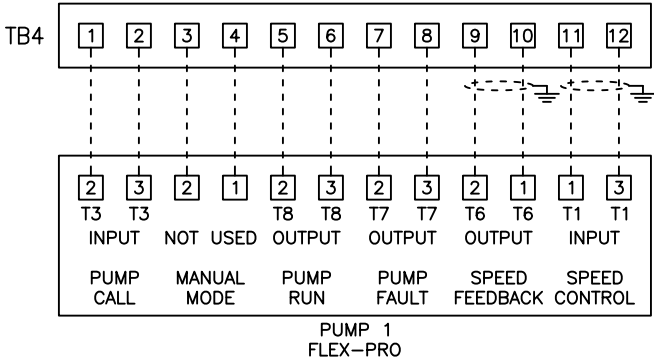 TB4 1 2 3 4 5 6 7 8 9 10 11 12
2 3 2 1 2 3 2 3 2 1 1 3
T3 T3 T8 T8 T7 T7 T6 T6 T1 T1
INPUT NOT USED OUTPUT OUTPUT OUTPUT INPUT
PUMP MANUAL PUMP PUMP SPEED SPEED
CALL MODE RUN FAULT FEEDBACK CONTROL
PUMP 1
FLEX-PRO